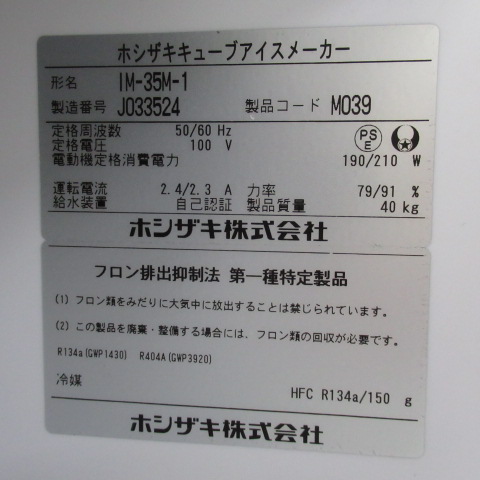 ホシザキキューブアイスメーカー
形名 IM-35M-1
製造番号 J033524 製品コード M039
定格周波数 50/60 Hz
定格電圧 100 V
PS E
電動機定格消費電力 190/210 W
運転電流 2.4/2.3 A 力率 79/91 %
給水装置 自己認証 製品質量 40 kg
ホシザキ株式会社
フロン排出抑制法 第一種特定製品
(1) フロン類をみだりに大気中に放出することは禁じられています。
(2) この製品を廃棄・整備する場合には、フロン類の回収が必要です。
R134a(GWP1430) R404A(GWP3920)
冷媒 HFC R134a/150 g
ホシザキ株式会社